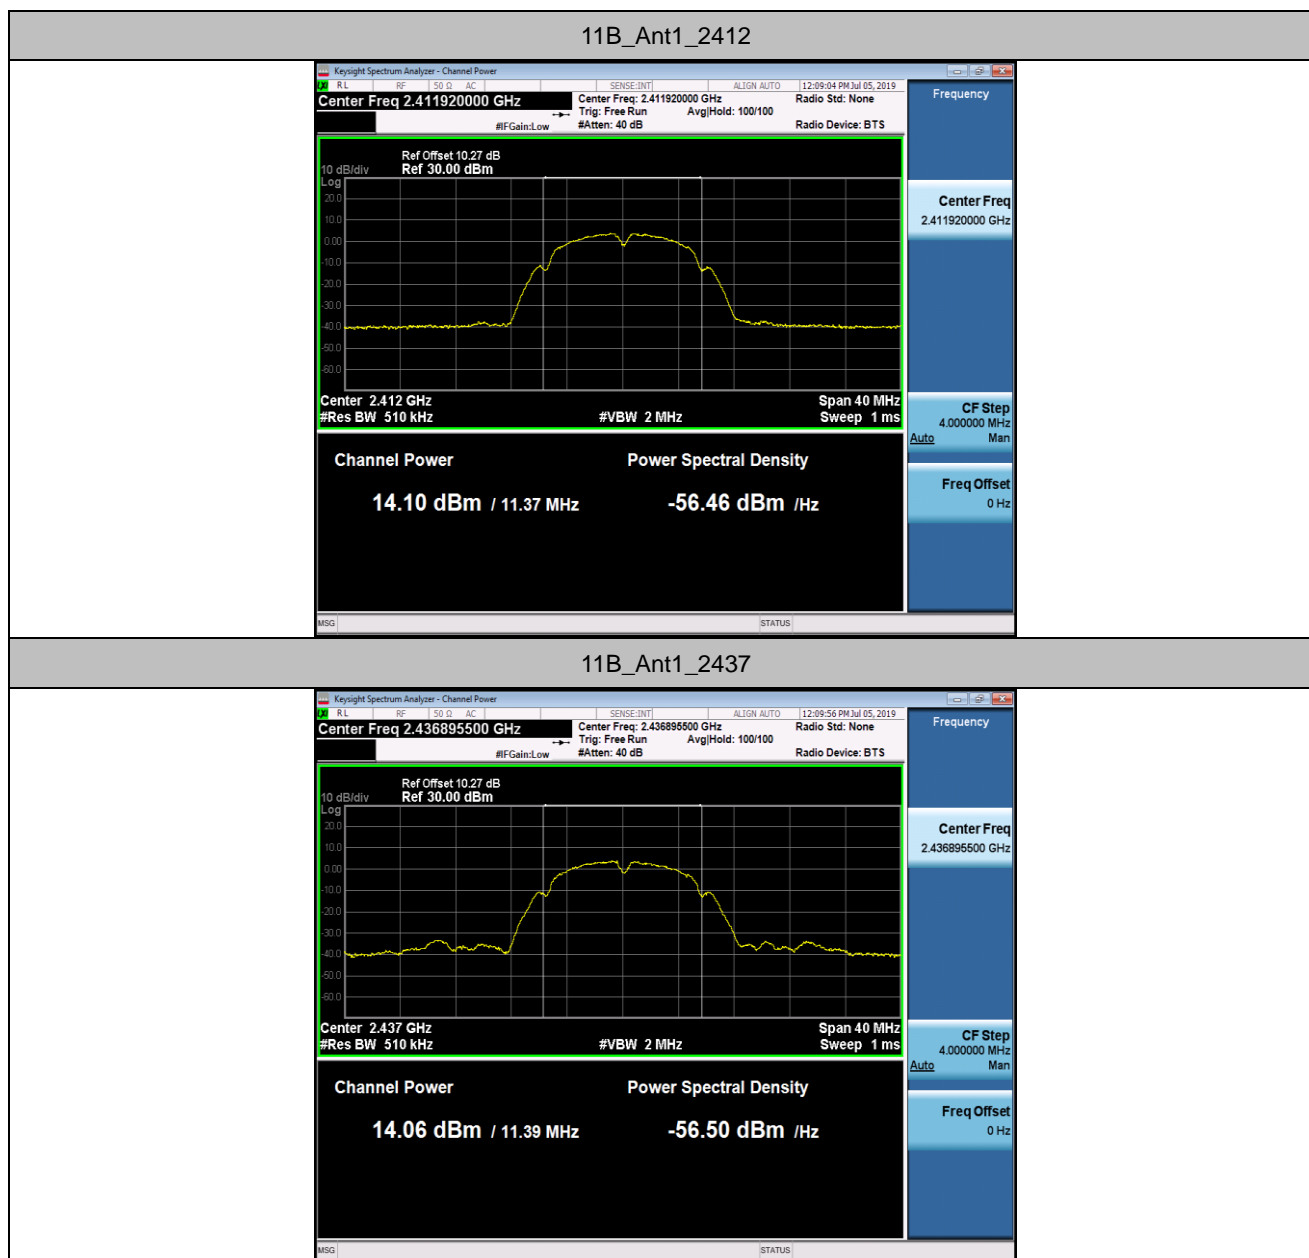 11B_Ant1_2412
Keysight Spectrum Analyzer - Channel Power
RL RF 50 Ω AC SENSE:INT ALIGN AUTO 12:09:04 PM Jul 05, 2019
Center Freq 2.411920000 GHz
Center Freq: 2.411920000 GHz
Radio Std: None
Trig: Free Run Avg|Hold: 100/100
#IFGain:Low
#Atten: 40 dB
Radio Device: BTS
Frequency
Ref Offset 10.27 dB
10 dB/div Ref 30.00 dBm
Log
20.0
10.0
0.00
-10.0
-20.0
-30.0
-40.0
-50.0
-60.0
Center Freq
2.411920000 GHz
Center 2.412 GHz Span 40 MHz
#Res BW 510 kHz #VBW 2 MHz Sweep 1 ms
CF Step
4.000000 MHz
Auto Man
Channel Power Power Spectral Density
14.10 dBm / 11.37 MHz -56.46 dBm /Hz
Freq Offset
0 Hz
MSG STATUS
11B_Ant1_2437
Keysight Spectrum Analyzer - Channel Power
RL RF 50 Ω AC SENSE:INT ALIGN AUTO 12:09:56 PM Jul 05, 2019
Center Freq 2.436895500 GHz
Center Freq: 2.436895500 GHz
Radio Std: None
Trig: Free Run Avg|Hold: 100/100
#IFGain:Low
#Atten: 40 dB
Radio Device: BTS
Frequency
Ref Offset 10.27 dB
10 dB/div Ref 30.00 dBm
Log
20.0
10.0
0.00
-10.0
-20.0
-30.0
-40.0
-50.0
-60.0
Center Freq
2.436895500 GHz
Center 2.437 GHz Span 40 MHz
#Res BW 510 kHz #VBW 2 MHz Sweep 1 ms
CF Step
4.000000 MHz
Auto Man
Channel Power Power Spectral Density
14.06 dBm / 11.39 MHz -56.50 dBm /Hz
Freq Offset
0 Hz
MSG STATUS